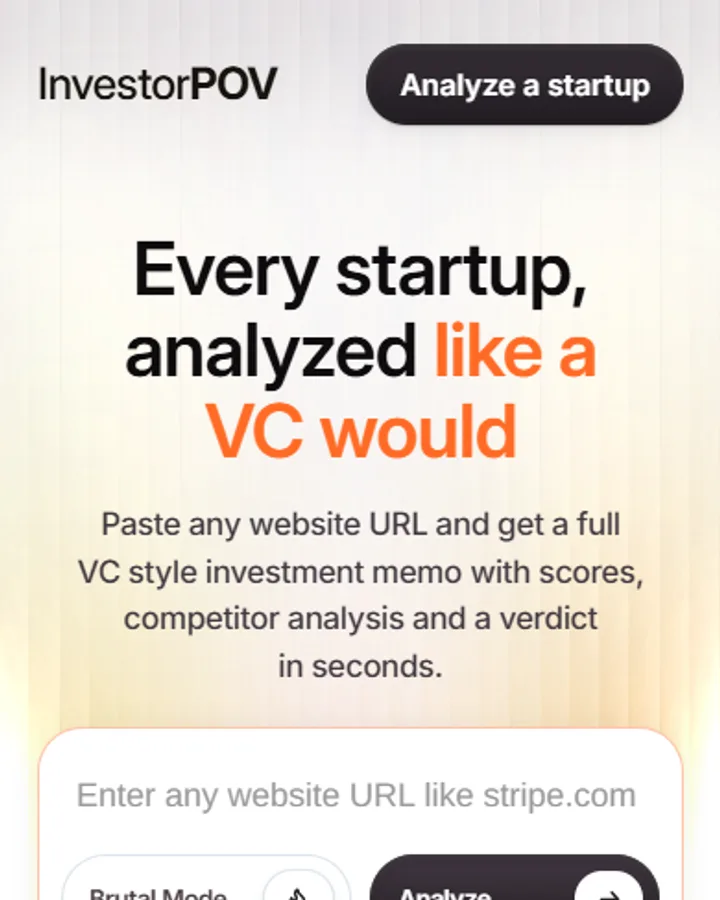 InvestorPOV
Analyze a startup
Every startup,
analyzed like a
VC would
Paste any website URL and get a full
VC style investment memo with scores,
competitor analysis and a verdict
in seconds.
Enter any website URL like stripe.com
Brutal Mode
Analyze